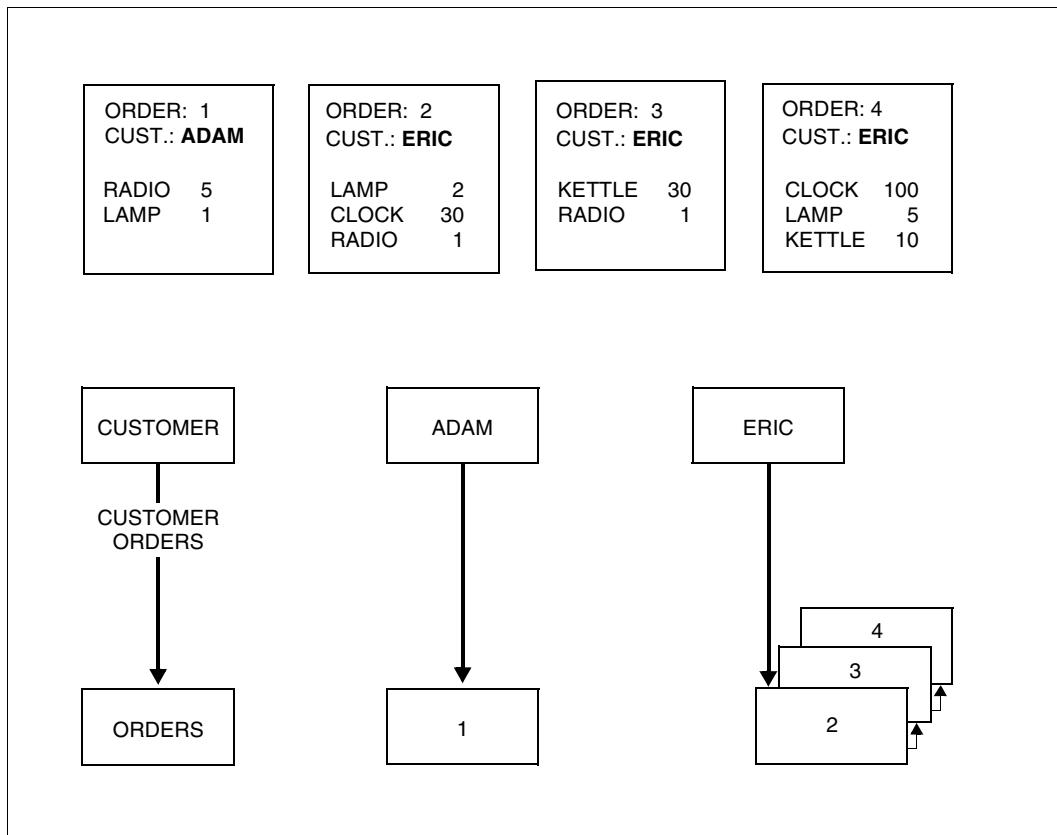 ORDER: 1
CUST.: ADAM
RADIO 5
LAMP 1
ORDER: 2
CUST.: ERIC
LAMP 2
CLOCK 30
RADIO 1
ORDER: 3
CUST.: ERIC
KETTLE 30
RADIO 1
ORDER: 4
CUST.: ERIC
CLOCK 100
LAMP 5
KETTLE 10
CUSTOMER
ADAM
ERIC
CUSTOMER
ORDERS
4
3
ORDERS
1
2